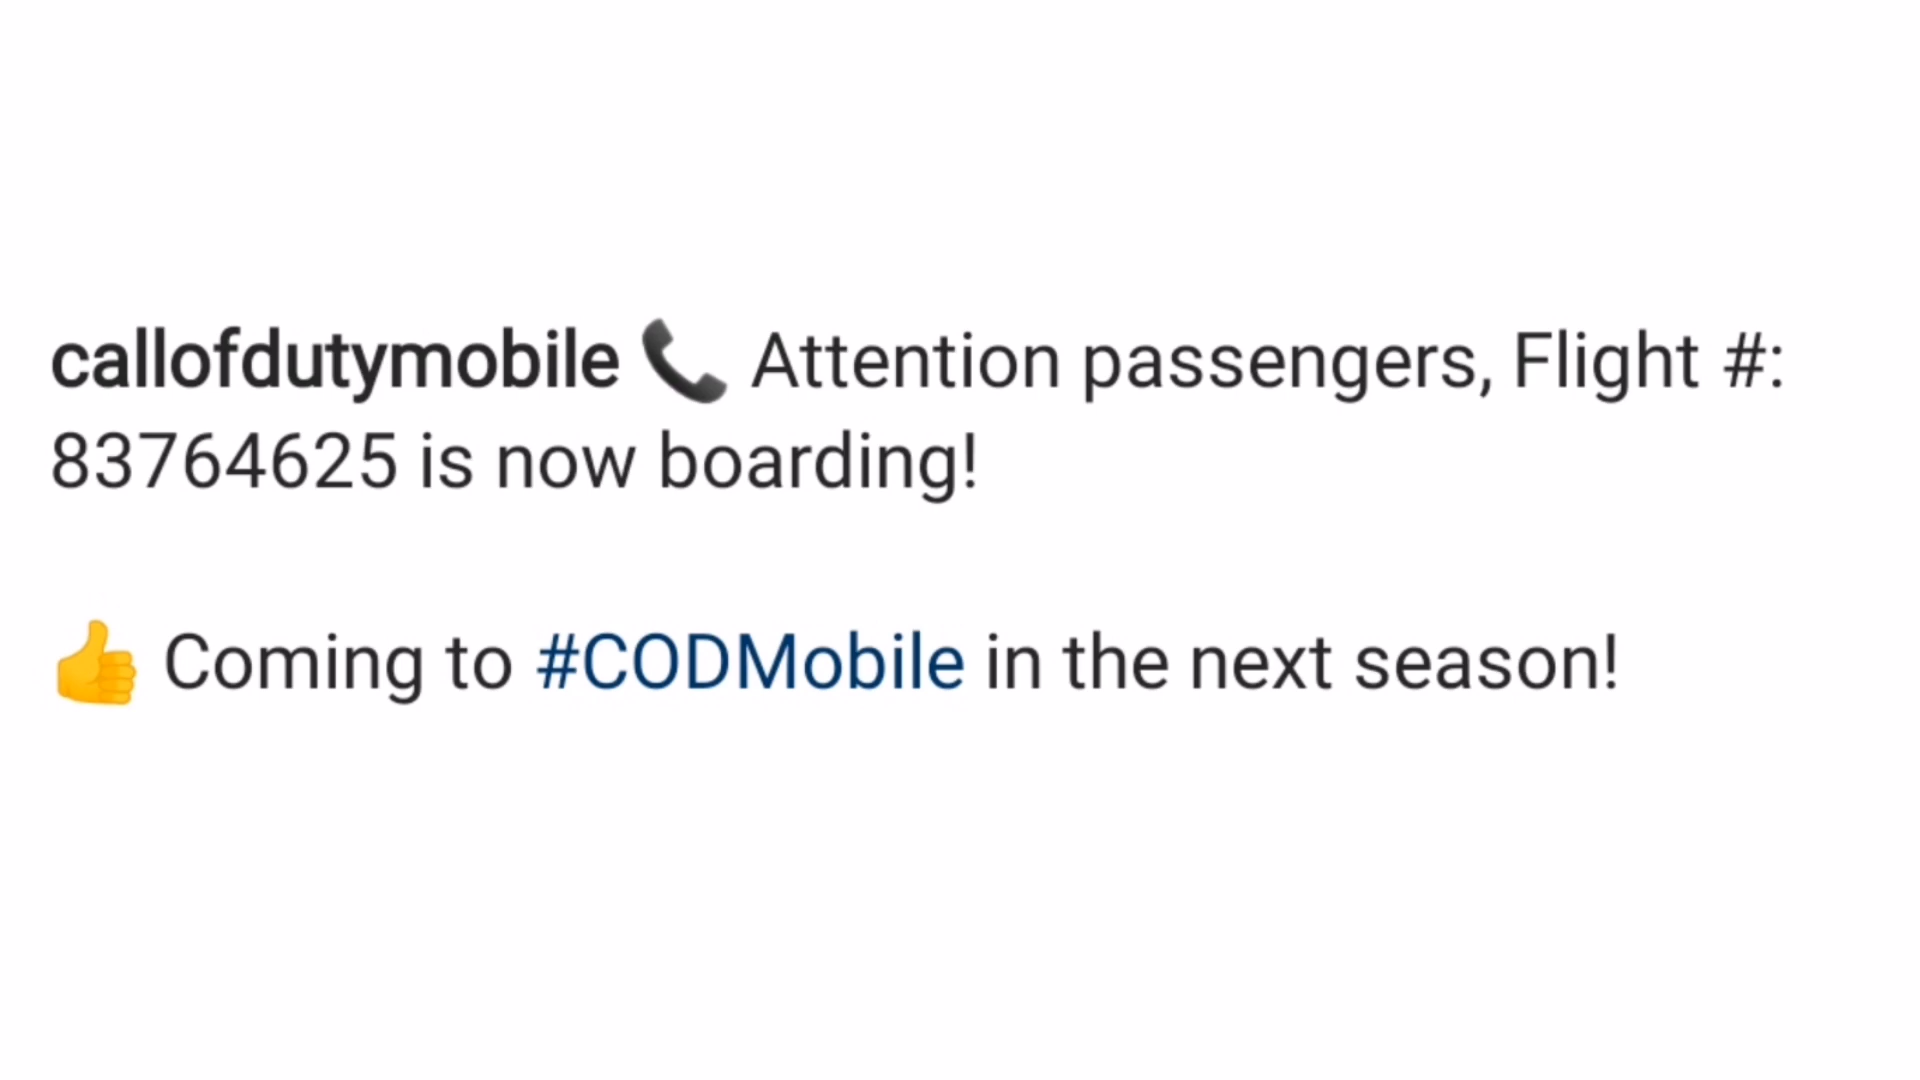 callofdutymobile 📞 Attention passengers, Flight #:
83764625 is now boarding!
👍 Coming to #CODMobile in the next season!